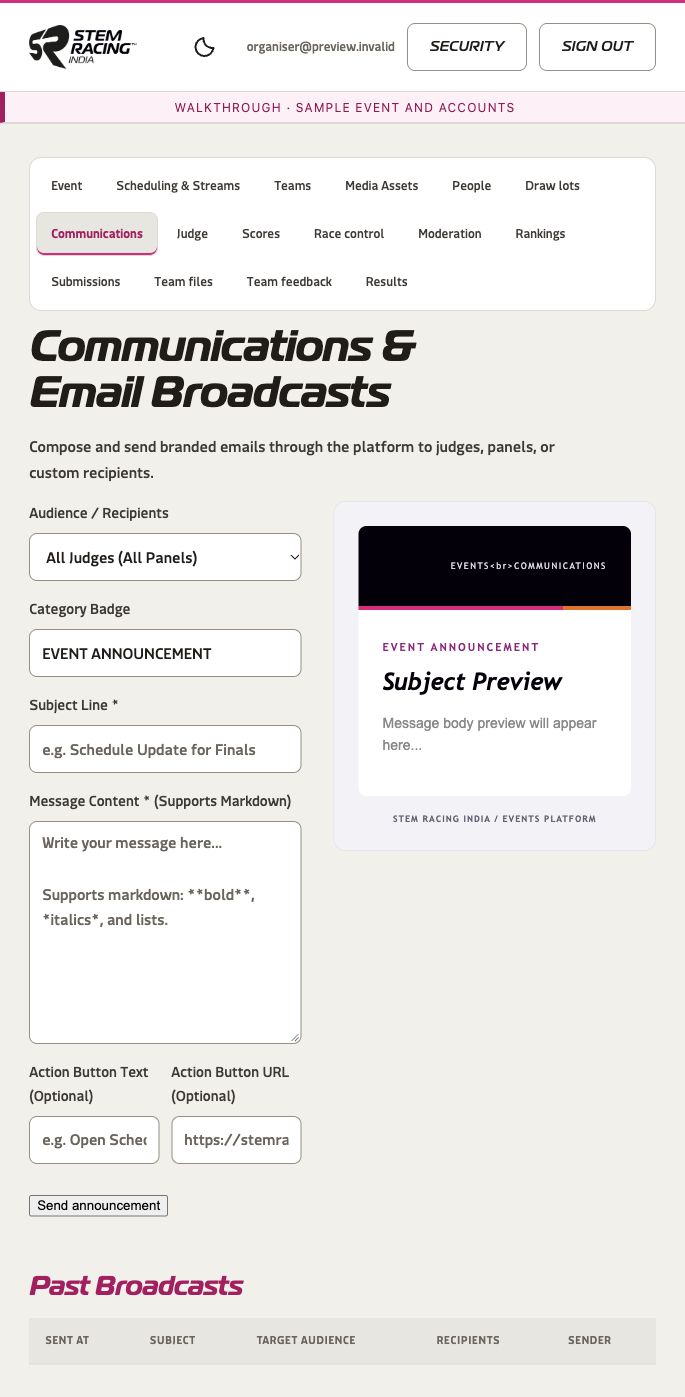 STEM
RACING™
INDIA
organiser@preview.invalid
SECURITY
SIGN OUT
WALKTHROUGH · SAMPLE EVENT AND ACCOUNTS
Event
Scheduling & Streams
Teams
Media Assets
People
Draw lots
Communications
Judge
Scores
Race control
Moderation
Rankings
Submissions
Team files
Team feedback
Results
Communications &
Email Broadcasts
Compose and send branded emails through the platform to judges, panels, or
custom recipients.
Audience / Recipients
All Judges (All Panels)
Category Badge
EVENT ANNOUNCEMENT
Subject Line *
e.g. Schedule Update for Finals
Message Content * (Supports Markdown)
Write your message here...
Supports markdown: **bold**,
*italics*, and lists.
Action Button Text
(Optional)
e.g. Open Sched
Action Button URL
(Optional)
https://stemra
Send announcement
EVENTS<br>COMMUNICATIONS
EVENT ANNOUNCEMENT
Subject Preview
Message body preview will appear
here...
STEM RACING INDIA / EVENTS PLATFORM
Past Broadcasts
SENT AT
SUBJECT
TARGET AUDIENCE
RECIPIENTS
SENDER